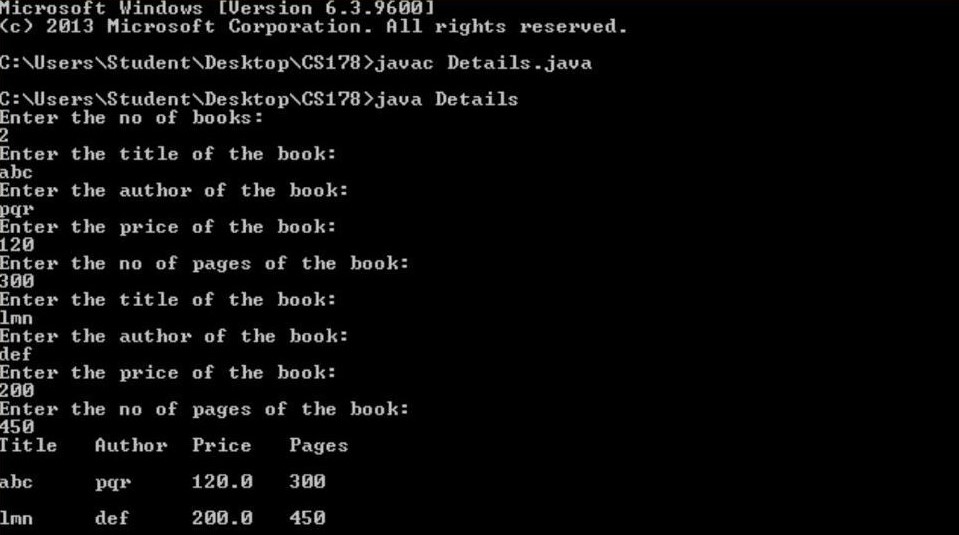 Microsoft Windows [Version 6.3.9600]
(c) 2013 Microsoft Corporation. All rights reserved.
C:\Users\Student\Desktop\CS178>javac Details.java
C:\Users\Student\Desktop\CS178>java Details
Enter the no of books:
2
Enter the title of the book:
abc
Enter the author of the book:
pqr
Enter the price of the book:
120
Enter the no of pages of the book:
300
Enter the title of the book:
lmn
Enter the author of the book:
def
Enter the price of the book:
200
Enter the no of pages of the book:
450
Title Author Price Pages
abc pqr 120.0 300
lmn def 200.0 450